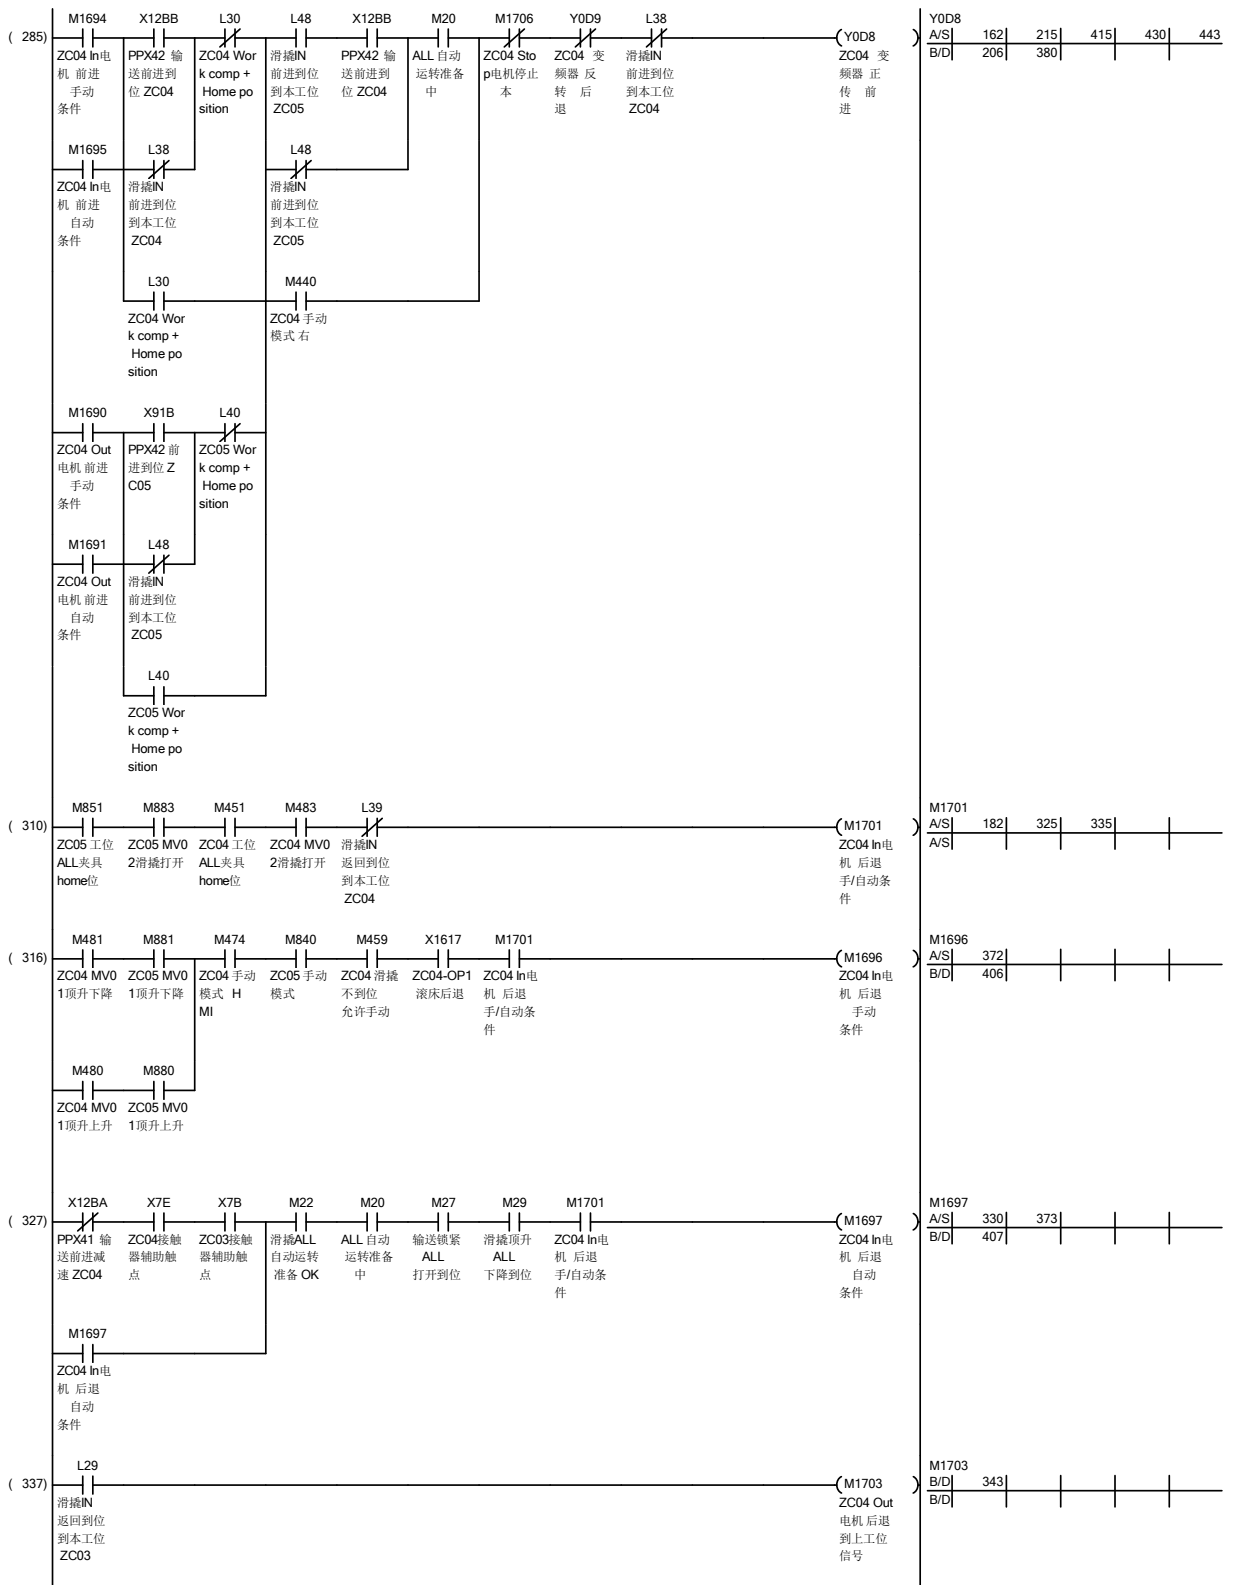 M1694 X12BB L30 L48 X12BB M20 M1706 Y0D9 L38 Y0D8
( 285) (Y0D8 ) A/S 162 215 415 430 443
ZC04 In电 PPX42 输 ZC04 Wor 滑撬IN PPX42 输 ALL 自动 ZC04 Sto ZC04 变 滑撬IN ZC04 变 B/D 206 380
机 前进 送前进到 k comp + 前进到位 送前进到 运转准备 p电机停止 频器 反 前进到位 频器 正
手动 位 ZC04 Home po 到本工位 位 ZC04 中 本 转 后 到本工位 传 前
条件 sition ZC05 退 ZC04 进
M1695 L38 L48
ZC04 In电 滑撬IN 滑撬IN
机 前进 前进到位 前进到位
自动 到本工位 到本工位
条件 ZC04 ZC05
L30 M440
ZC04 Wor ZC04 手动
k comp + 模式 右
Home po
sition
M1690 X91B L40
ZC04 Out PPX42 前 ZC05 Wor
电机 前进 进到位 Z k comp +
手动 C05 Home po
条件 sition
M1691 L48
ZC04 Out 滑撬IN
电机 前进 前进到位
自动 到本工位
条件 ZC05
L40
ZC05 Wor
k comp +
Home po
sition
M851 M883 M451 M483 L39 M1701
( 310) (M1701 ) A/S 182 325 335
ZC05 工位 ZC05 MV0 ZC04 工位 ZC04 MV0 滑撬IN ZC04 In电 A/S
ALL夹具 2滑撬打开 ALL夹具 2滑撬打开 返回到位 机 后退
home位 home位 到本工位 手/自动条
ZC04 件
M481 M881 M474 M840 M459 X1617 M1701 M1696
( 316) (M1696 ) A/S 372
ZC04 MV0 ZC05 MV0 ZC04 手动 ZC05 手动 ZC04 滑撬 ZC04-OP1 ZC04 In电 ZC04 In电 B/D 406
1顶升下降 1顶升下降 模式 H 模式 不到位 滚床后退 机 后退 机 后退
MI 允许手动 手/自动条 手动
件 条件
M480 M880
ZC04 MV0 ZC05 MV0
1顶升上升 1顶升上升
X12BA X7E X7B M22 M20 M27 M29 M1701 M1697
( 327) (M1697 ) A/S 330 373
PPX41 输 ZC04接触 ZC03接触 滑撬ALL ALL 自动 输送锁紧 滑撬顶升 ZC04 In电 ZC04 In电 B/D 407
送前进减 器辅助触 器辅助触 自动运转 运转准备 ALL ALL 机 后退 机 后退
速 ZC04 点 点 准备 OK 中 打开到位 下降到位 手/自动条 自动
件 条件
M1697
ZC04 In电
机 后退
自动
条件
L29 M1703
( 337) (M1703 ) B/D 343
滑撬IN ZC04 Out B/D
返回到位 电机 后退
到本工位 到上工位
ZC03 信号